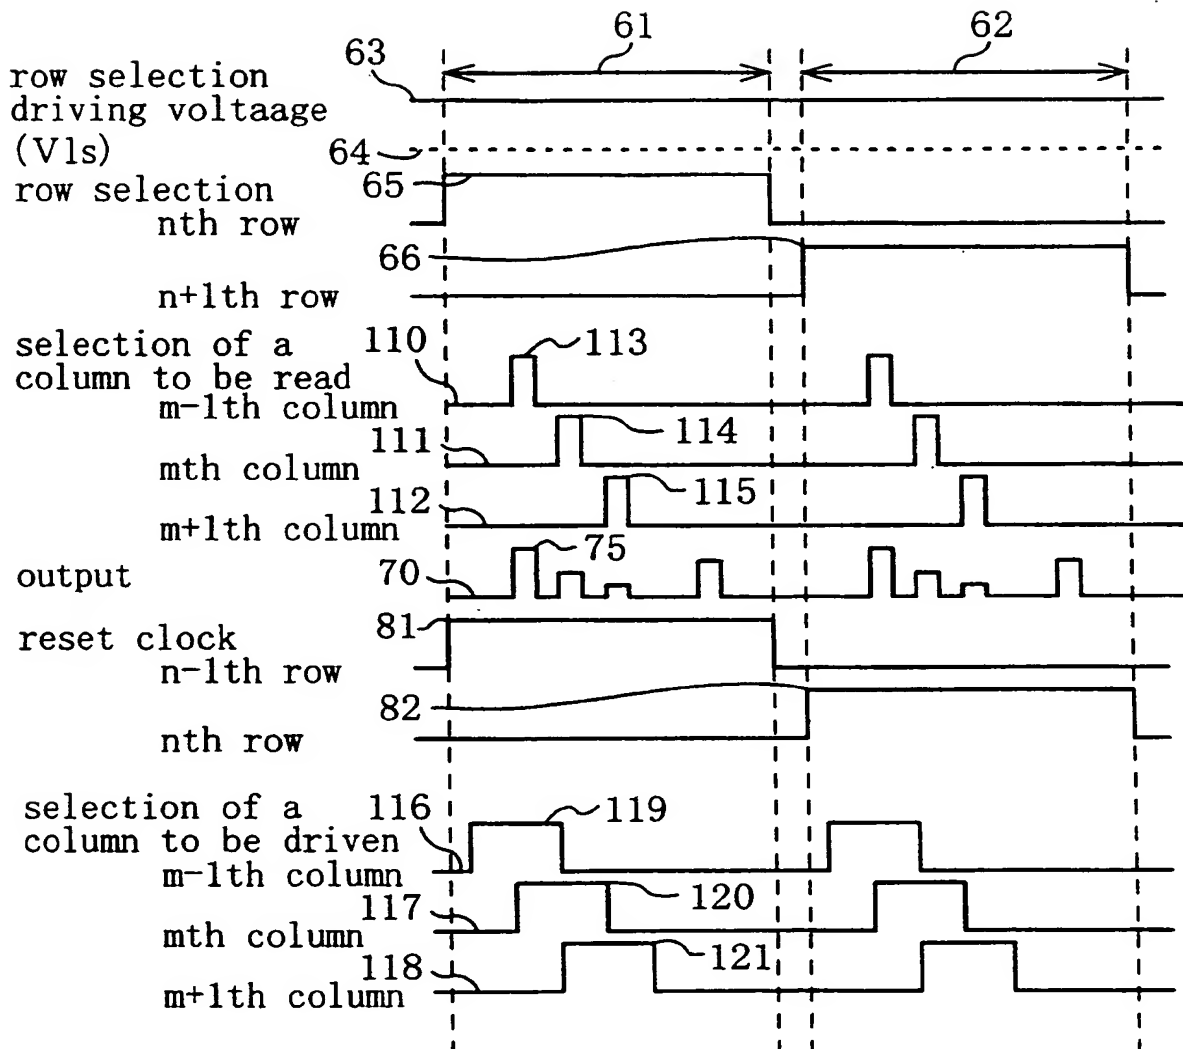 61
62
63
row selection
driving voltaage
(Vls)
64
row selection
65
nth row
66
n+1th row
selection of a
column to be read
110
113
m-1th column
111
114
mth column
112
115
m+1th column
75
output
70
reset clock
81
n-1th row
82
nth row
selection of a
column to be driven
116
119
m-1th column
117
120
mth column
118
121
m+1th column